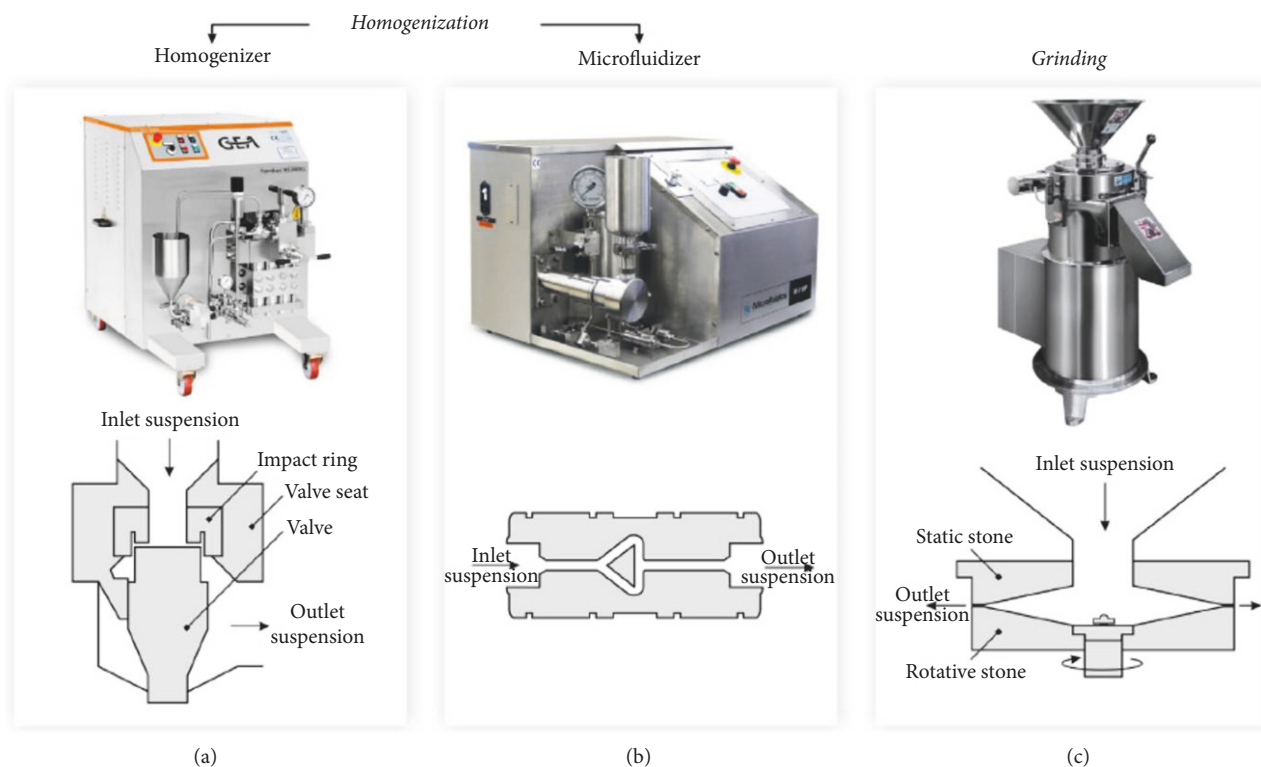 Homogenization
Homogenizer
Microfluidizer
Grinding
GEA
1
Inlet suspension
Impact ring
Valve seat
Valve
Outlet
suspension
Inlet
suspension
Outlet
suspension
Inlet suspension
Static stone
Outlet
suspension
Rotative stone
(a)
(b)
(c)